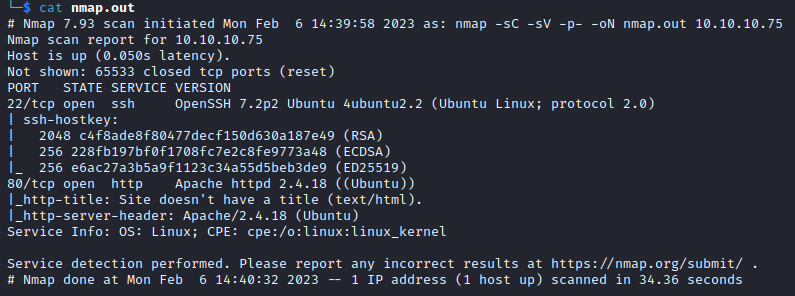 └─$ cat nmap.out
# Nmap 7.93 scan initiated Mon Feb  6 14:39:58 2023 as: nmap -sC -sV -p- -oN nmap.out 10.10.10.75
Nmap scan report for 10.10.10.75
Host is up (0.050s latency).
Not shown: 65533 closed tcp ports (reset)
PORT   STATE SERVICE VERSION
22/tcp open  ssh     OpenSSH 7.2p2 Ubuntu 4ubuntu2.2 (Ubuntu Linux; protocol 2.0)
| ssh-hostkey:
|   2048 c4f8ade8f80477decf150d630a187e49 (RSA)
|   256 228fb197bf0f1708fc7e2c8fe9773a48 (ECDSA)
|_  256 e6ac27a3b5a9f1123c34a55d5beb3de9 (ED25519)
80/tcp open  http    Apache httpd 2.4.18 ((Ubuntu))
|_http-title: Site doesn't have a title (text/html).
|_http-server-header: Apache/2.4.18 (Ubuntu)
Service Info: OS: Linux; CPE: cpe:/o:linux:linux_kernel
Service detection performed. Please report any incorrect results at https://nmap.org/submit/ .
# Nmap done at Mon Feb  6 14:40:32 2023 -- 1 IP address (1 host up) scanned in 34.36 seconds